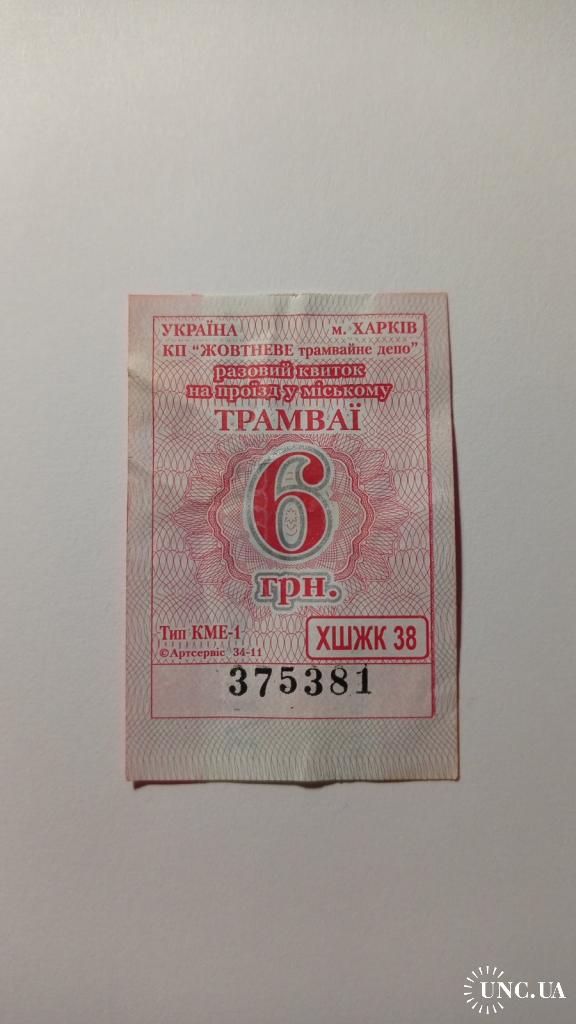 УКРАЇНА м. ХАРКІВ
КП "ЖОВТНЕВЕ трамвайне депо"
разовий квиток
на проїзд у міському
ТРАМВАЇ
6
грн.
Тип КМЕ-1
ХШЖК 38
©Артсервіс 34-11
375381
UNC.UA